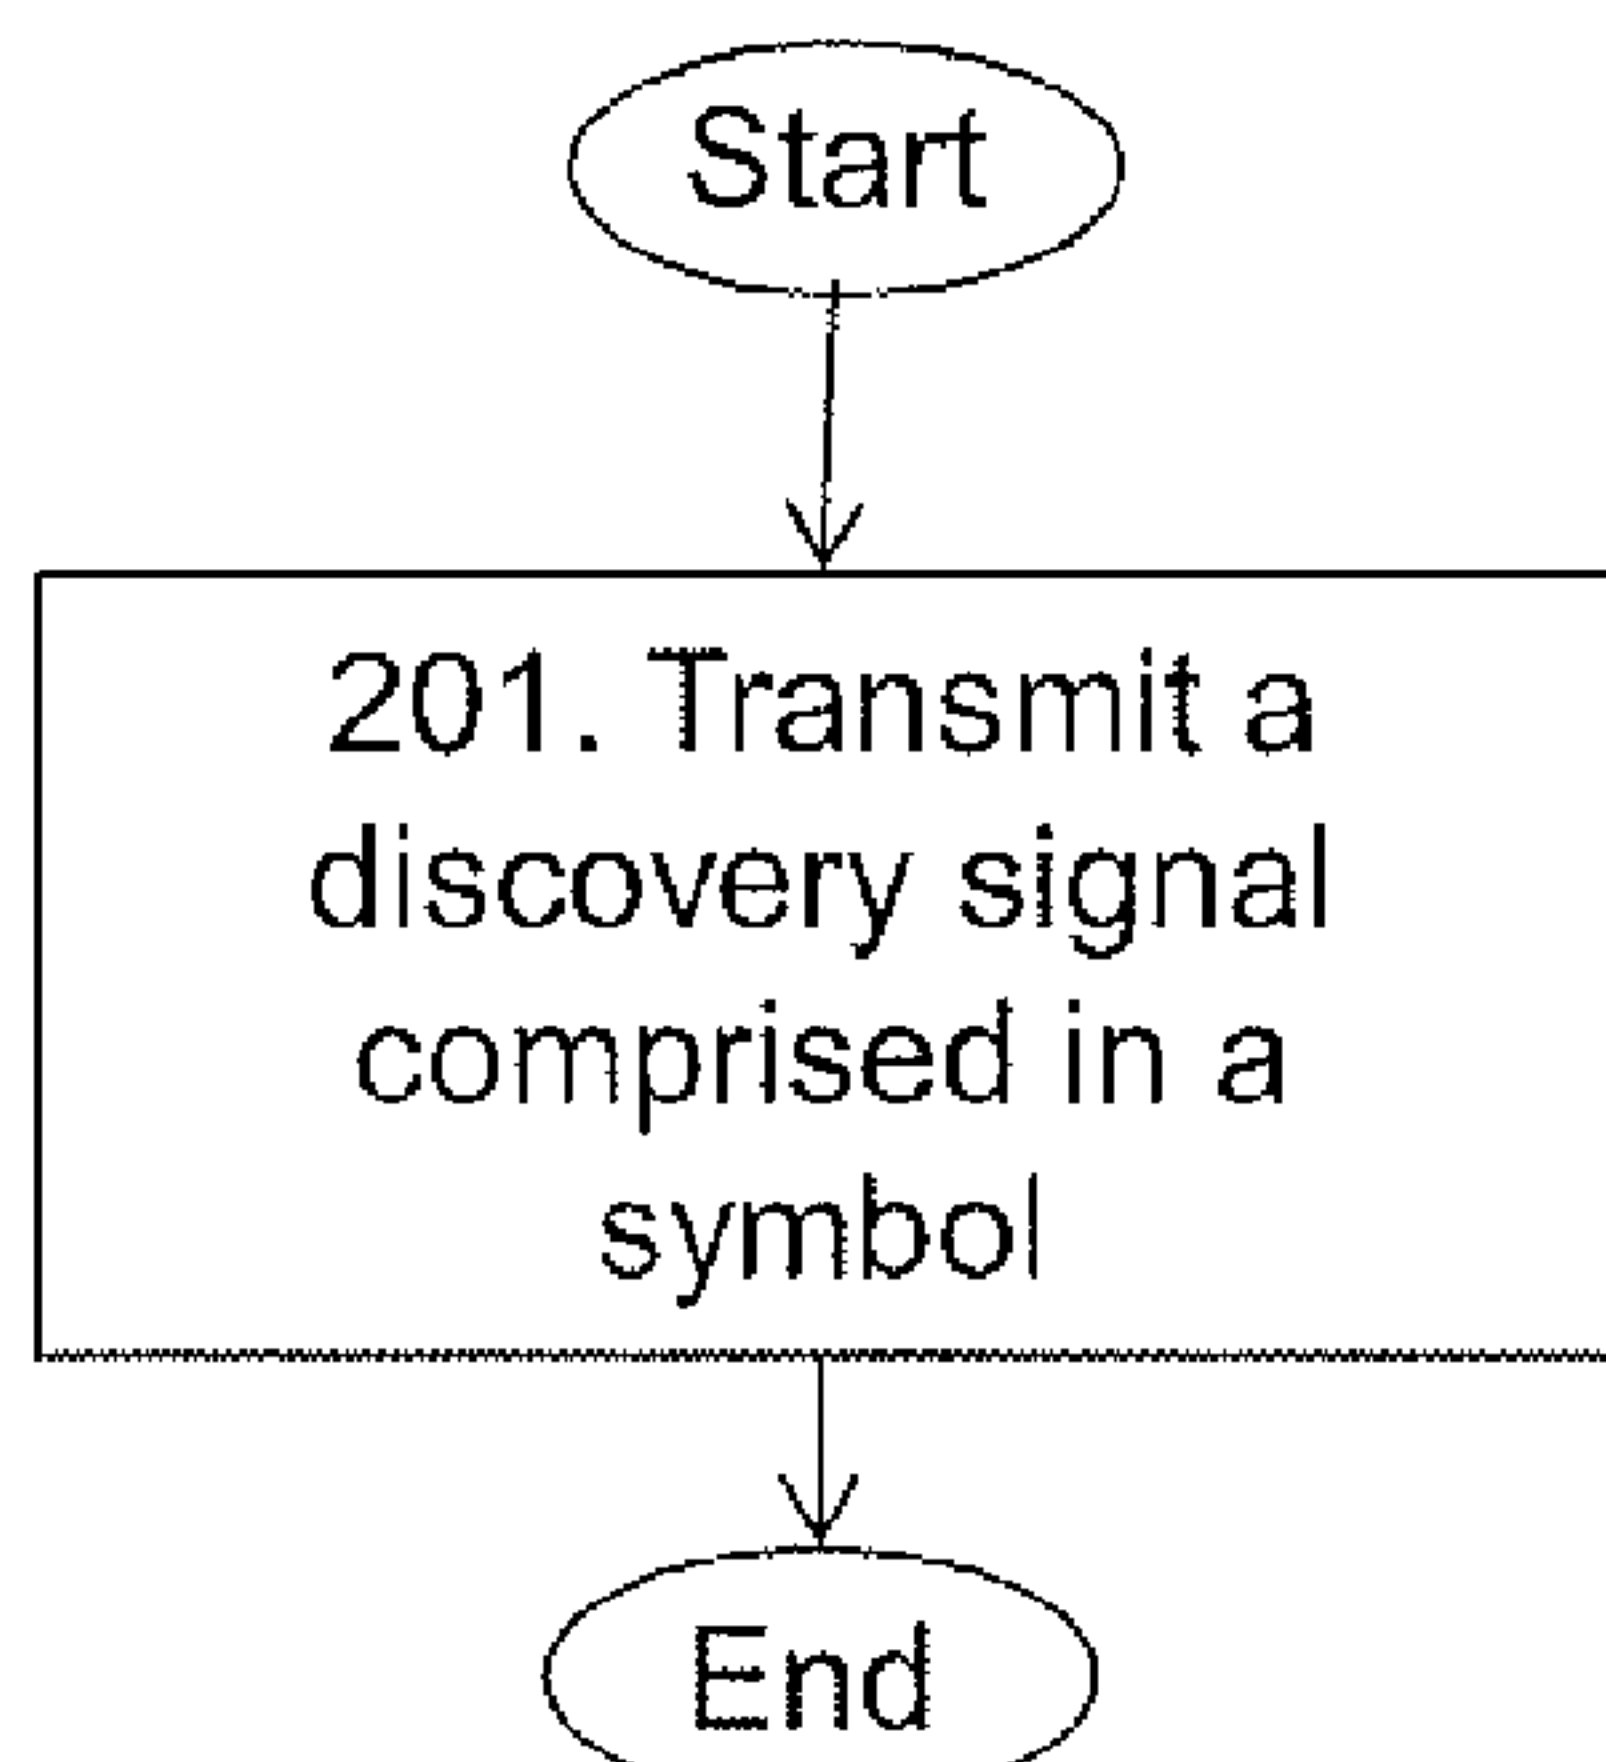 Start
201. Transmit a
discovery signal
comprised in a
symbol
End